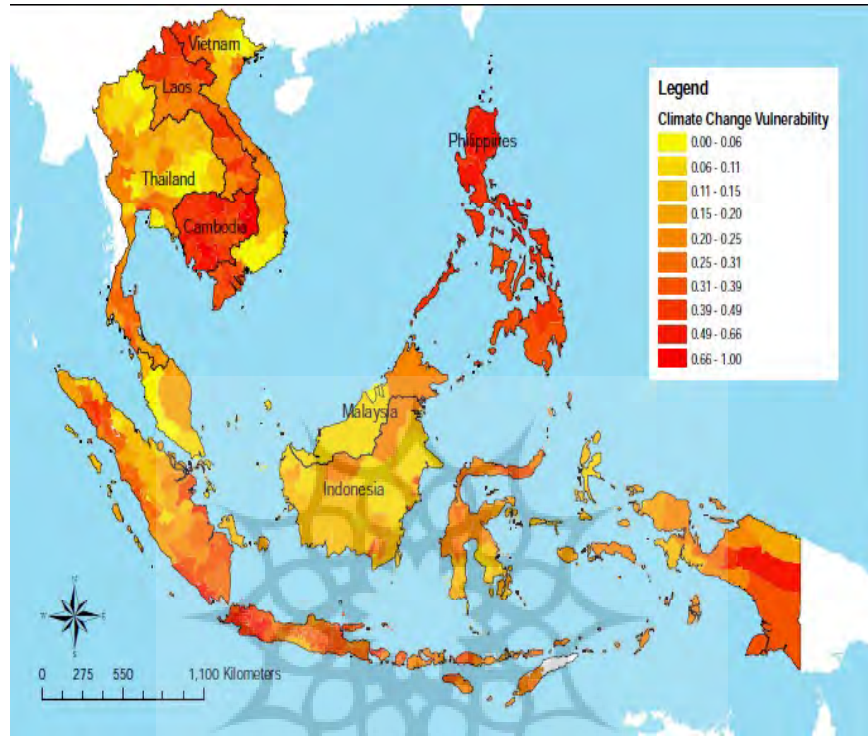 Vietnam
Laos
Thailand
Cambodia
Philippines
Malaysia
Indonesia
Legend
Climate Change Vulnerability
0.00 - 0.06
0.06 - 0.11
0.11 - 0.15
0.15 - 0.20
0.20 - 0.25
0.25 - 0.31
0.31 - 0.39
0.39 - 0.49
0.49 - 0.66
0.66 - 1.00
N
W E
S
0 275 550 1,100 Kilometers